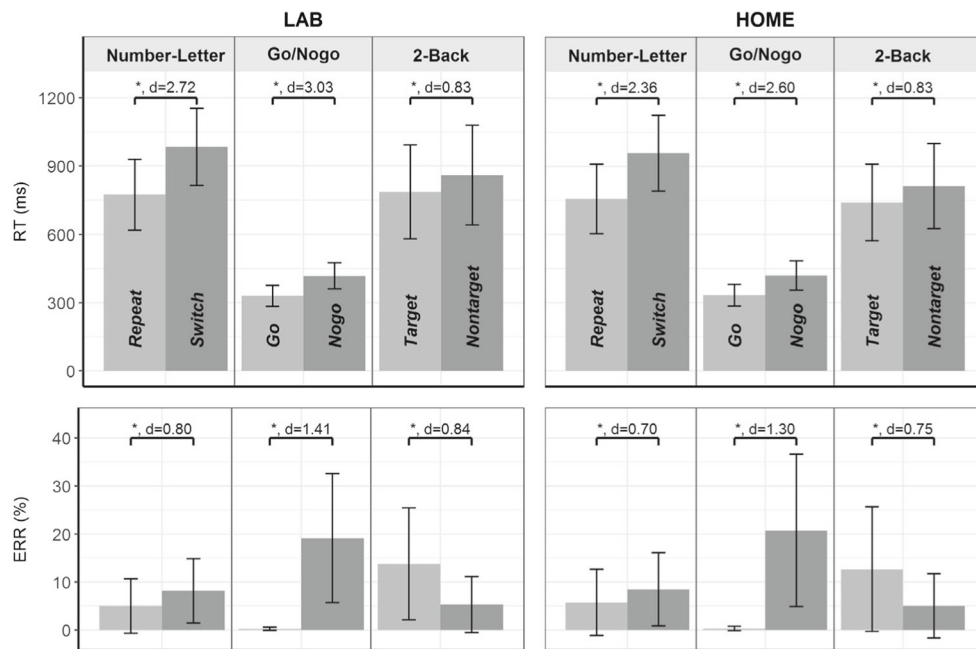 LAB HOME
Number-Letter Go/Nogo 2-Back Number-Letter Go/Nogo 2-Back
*, d=2.72 *, d=3.03 *, d=0.83 *, d=2.36 *, d=2.60 *, d=0.83
1200
900
600
300
0
RT (ms)
Repeat Switch Go Nogo Target Nontarget Repeat Switch Go Nogo Target Nontarget
*, d=0.80 *, d=1.41 *, d=0.84 *, d=0.70 *, d=1.30 *, d=0.75
40
30
20
10
0
ERR (%)